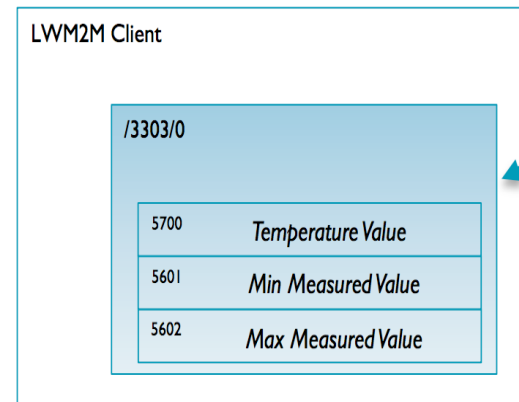 LWM2M Client
/3303/0
5700 Temperature Value
5601 Min Measured Value
5602 Max Measured Value